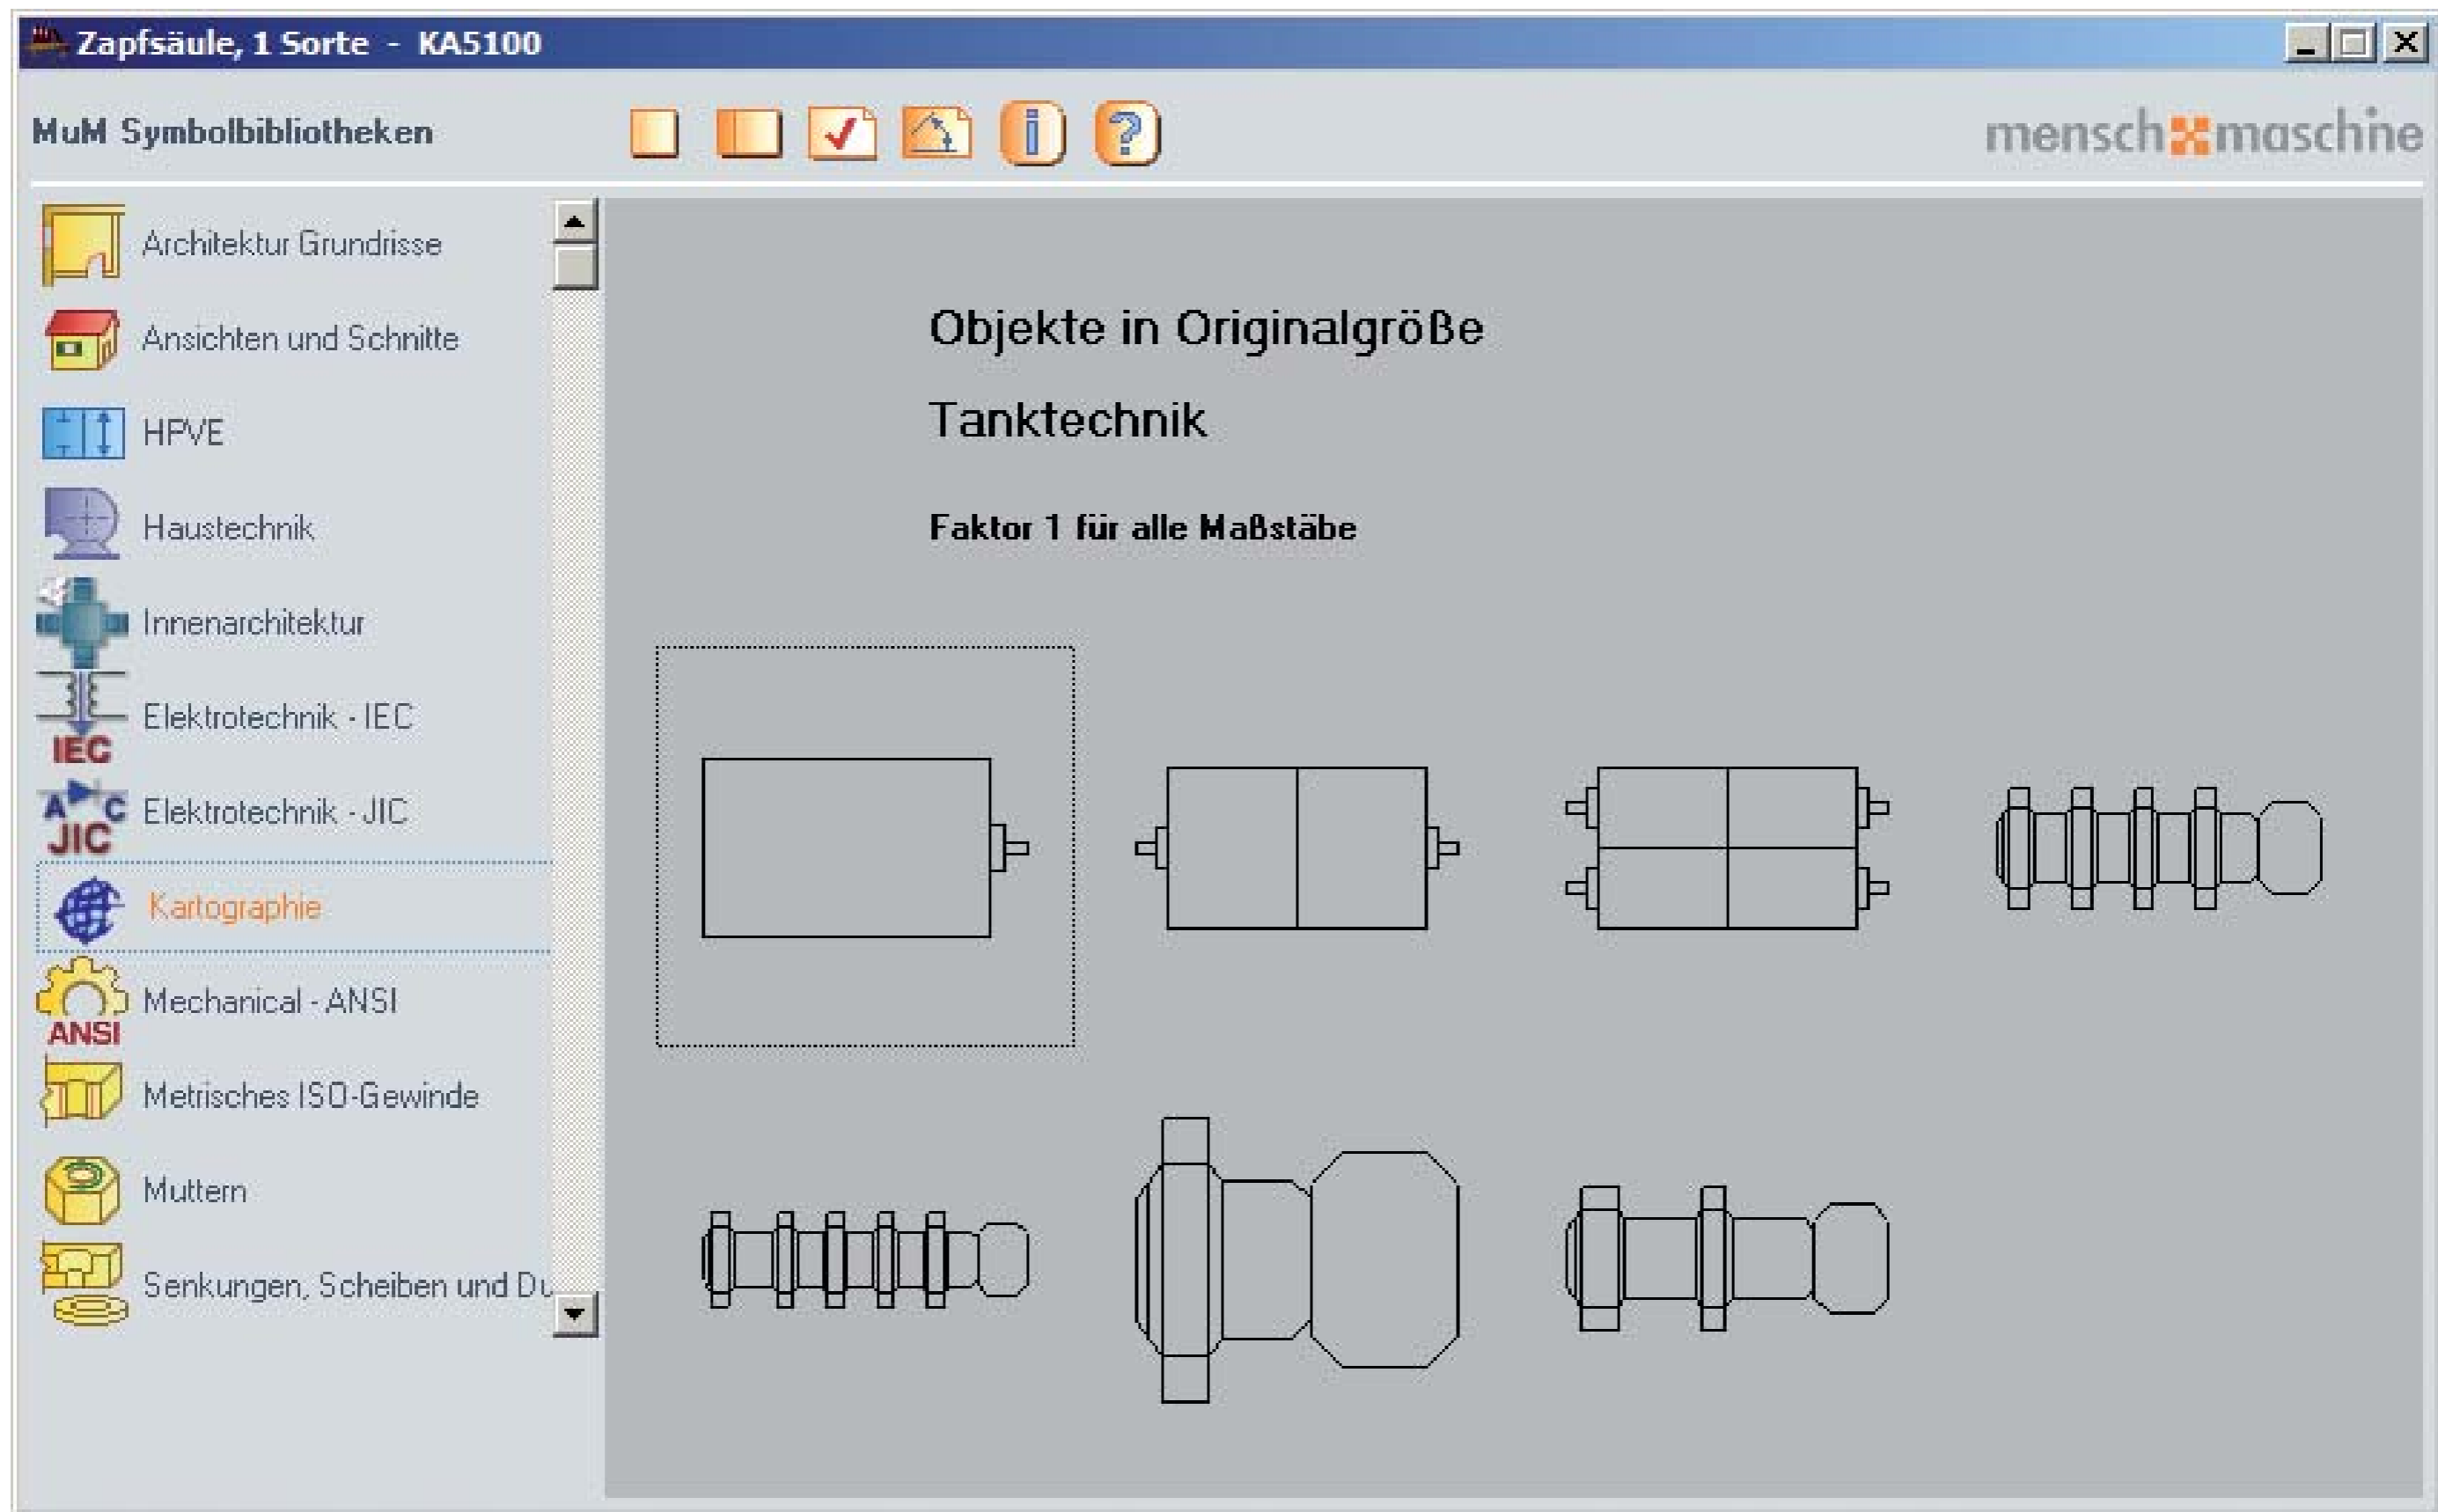 Zapfsäule, 1 Sorte - KA5100
MuM Symbolbibliotheken
i
?
mensch maschine
Architektur Grundrisse
Ansichten und Schnitte
HPVE
Haustechnik
Innenarchitektur
IEC
Elektrotechnik - IEC
A C
JIC
Elektrotechnik - JIC
Kartographie
ANSI
Mechanical - ANSI
Metrisches ISO-Gewinde
Muttern
Senkungen, Scheiben und Du
Objekte in Originalgröße
Tanktechnik
Faktor 1 für alle Maßstäbe